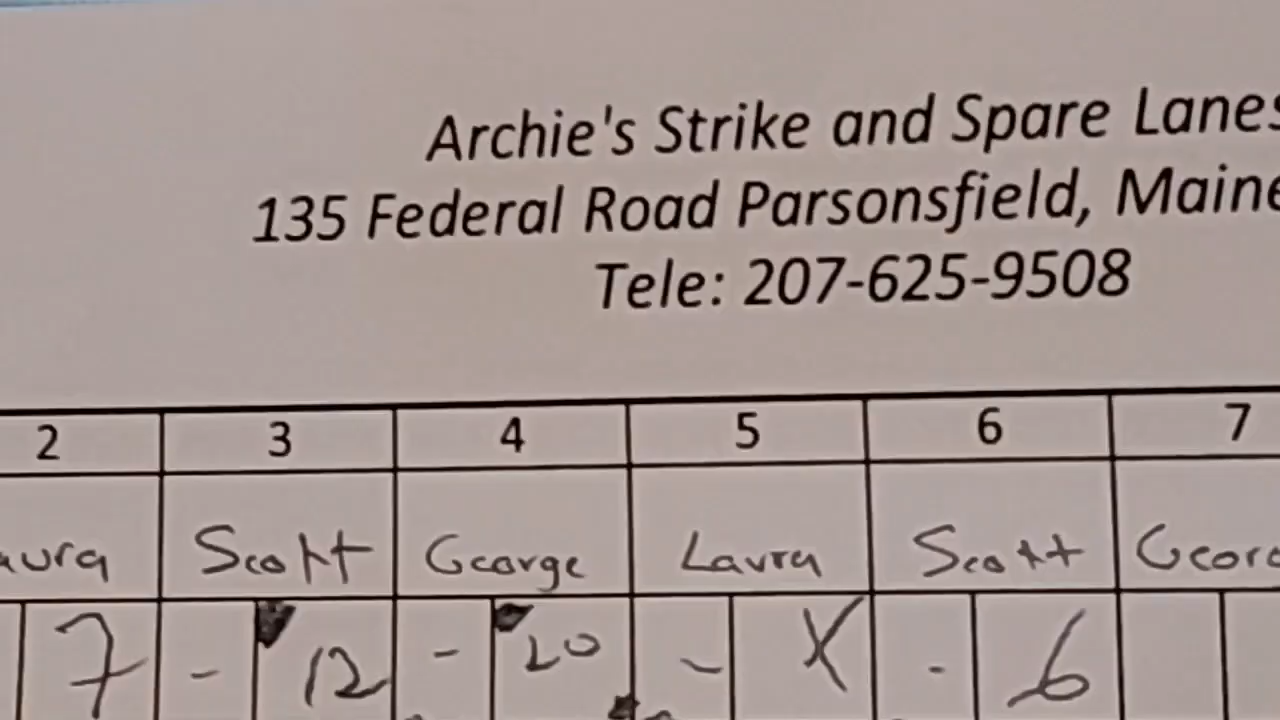 Archie's Strike and Spare Lanes
135 Federal Road Parsonsfield, Maine
Tele: 207-625-9508
2 3 4 5 6 7
Scott George Laura Scott
7 - 12 - 20 - X - 6